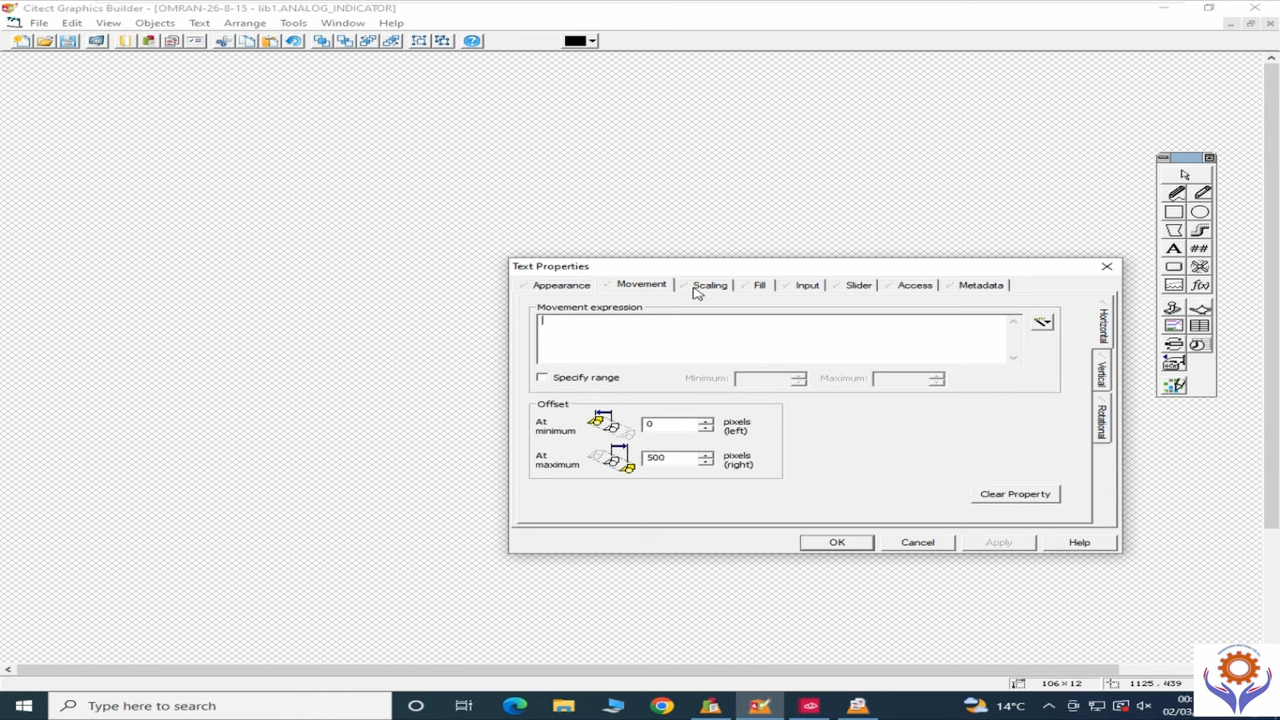 Citect Graphics Builder - [OMRAN-26-8-15 - lib1.ANALOG_INDICATOR]
File Edit View Objects Text Arrange Tools Window Help
A ##
f(x)
Text Properties
Appearance Movement Scaling Fill Input Slider Access Metadata
Movement expression
Specify range Minimum: Maximum:
Horizontal
Vertical
Rotational
Offset
At minimum 0 pixels (left)
At maximum 500 pixels (right)
Clear Property
OK Cancel Apply Help
106×12 1125 ,439
Type here to search
14°C
00:
02/03